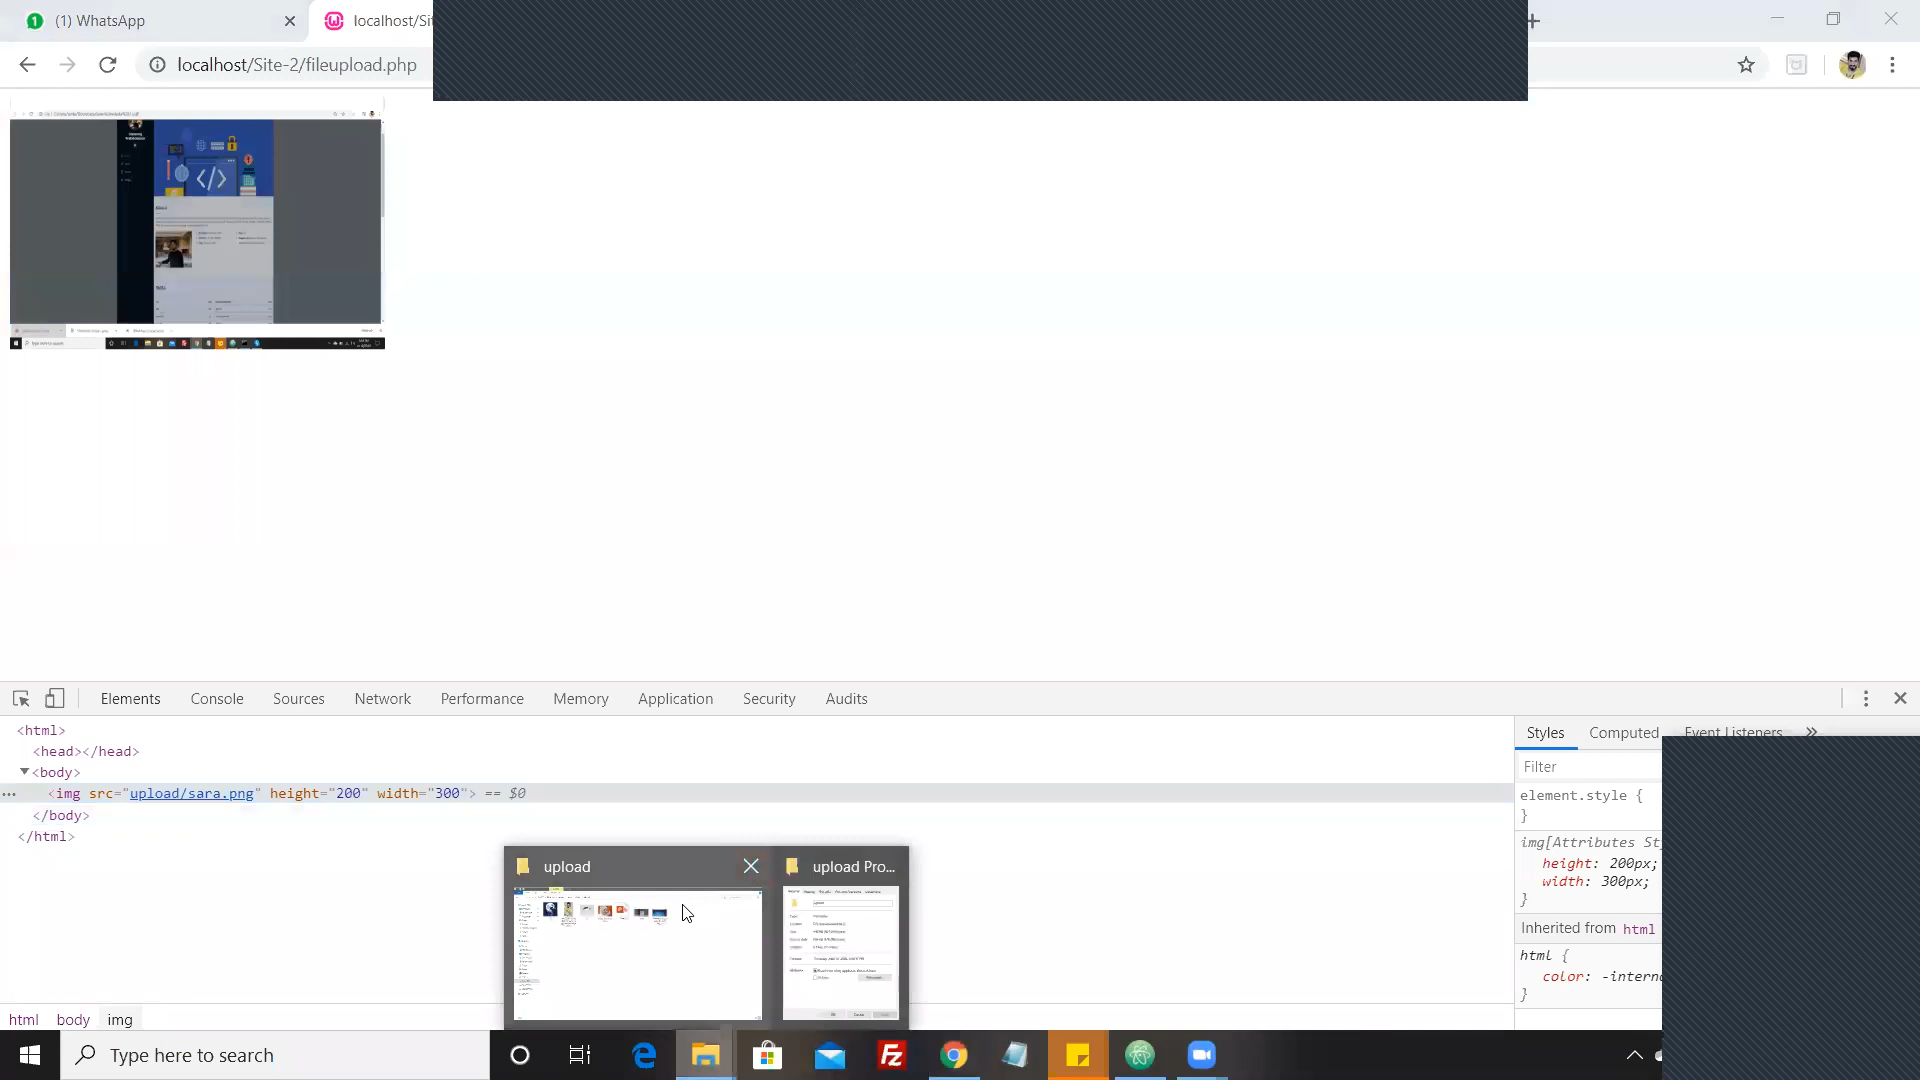 (1) WhatsApp
localhost/Si
localhost/Site-2/fileupload.php
</>
Elements Console Sources Network Performance Memory Application Security Audits
<html>
<head></head>
<body>
<img src="upload/sara.png" height="200" width="300"> == $0
</body>
</html>
Styles Computed Event Listeners
Filter
element.style {
}
img[Attributes St
height: 200px;
width: 300px;
}
Inherited from html
html {
color: -interna
}
upload
upload Pro...
html body img
Type here to search